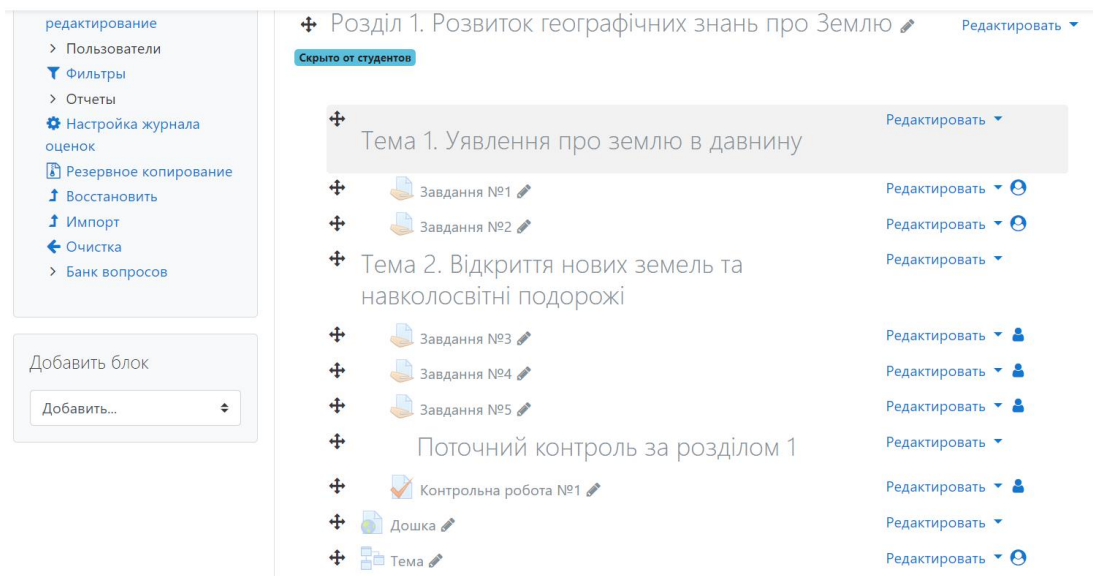 редактирование
Пользователи
Фильтры
Отчеты
Настройка журнала
оценок
Резервное копирование
Восстановить
Импорт
Очистка
Банк вопросов
Добавить блок
Добавить...
Розділ 1. Розвиток географічних знань про Землю
Редактировать
Скрыто от студентов
Тема 1. Уявлення про землю в давнину
Редактировать
Завдання №1
Редактировать
Завдання №2
Редактировать
Тема 2. Відкриття нових земель та
навколосвітні подорожі
Редактировать
Завдання №3
Редактировать
Завдання №4
Редактировать
Завдання №5
Редактировать
Поточний контроль за розділом 1
Редактировать
Контрольна робота №1
Редактировать
Дошка
Редактировать
Тема
Редактировать